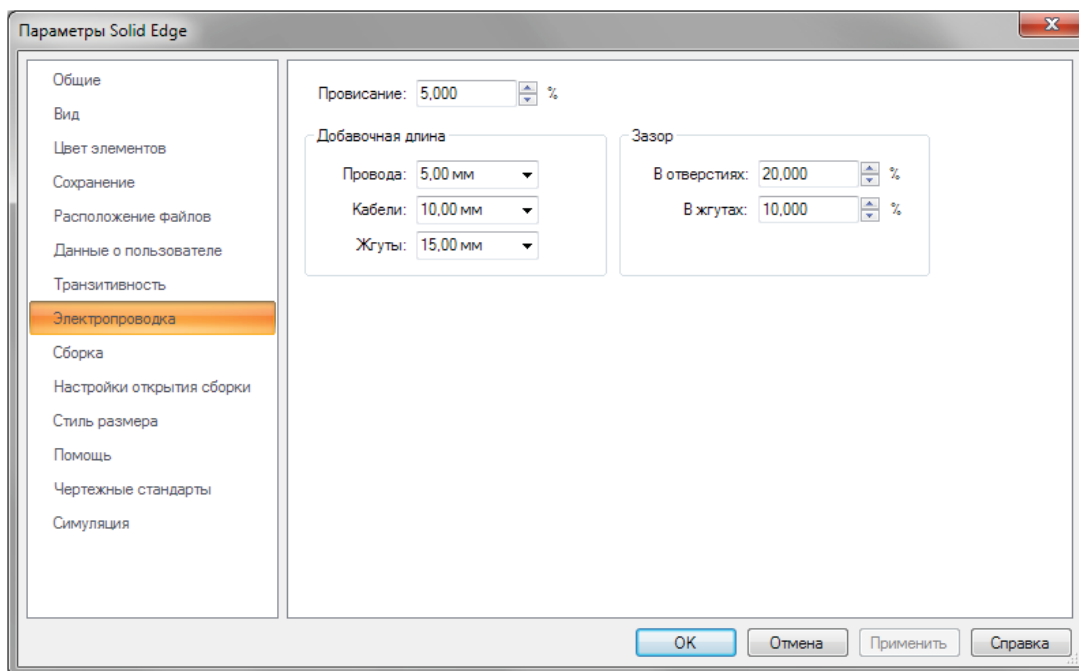 Параметры Solid Edge
Общие
Вид
Цвет элементов
Сохранение
Расположение файлов
Данные о пользователе
Транзитивность
Электропроводка
Сборка
Настройки открытия сборки
Стиль размера
Помощь
Чертежные стандарты
Симуляция
Провисание: 5,000 %
Добавочная длина
Провода: 5,00 мм
Кабели: 10,00 мм
Жгуты: 15,00 мм
Зазор
В отверстиях: 20,000 %
В жгутах: 10,000 %
OK Отмена Применить Справка